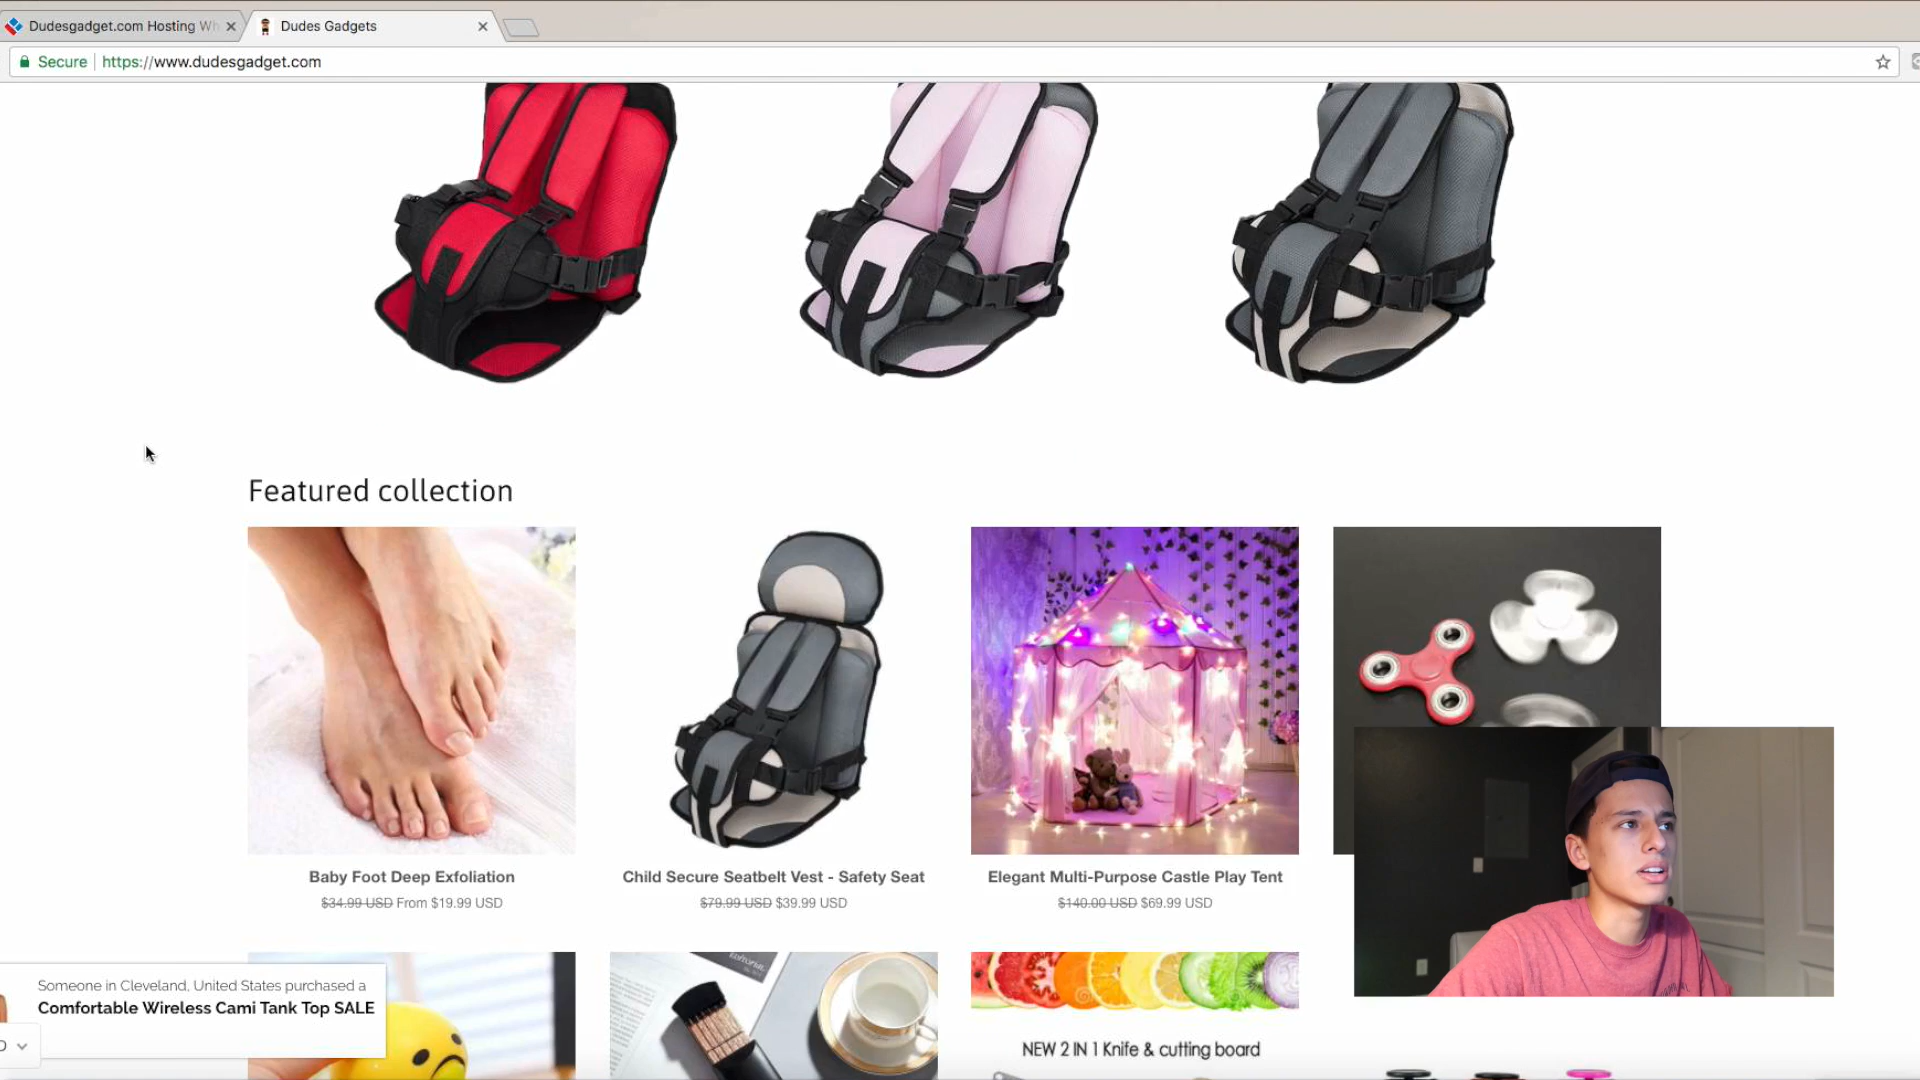 Dudesgadget.com Hosting Wh
Dudes Gadgets
Secure https://www.dudesgadget.com
Featured collection
Baby Foot Deep Exfoliation
$34.99 USD From $19.99 USD
Child Secure Seatbelt Vest - Safety Seat
$79.99 USD $39.99 USD
Elegant Multi-Purpose Castle Play Tent
$140.00 USD $69.99 USD
Someone in Cleveland, United States purchased a
Comfortable Wireless Cami Tank Top SALE
NEW 2 IN 1 Knife & cutting board